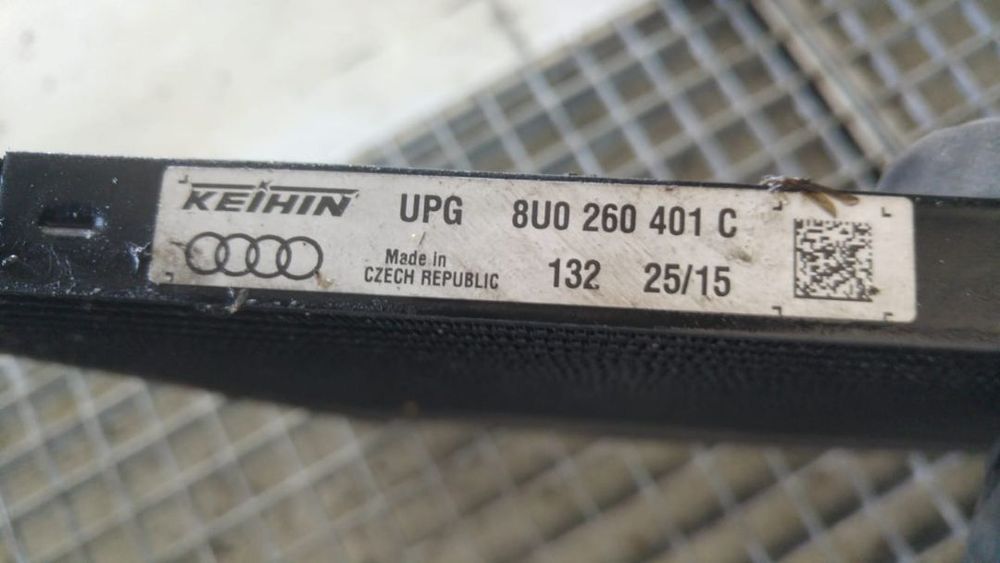 KEIHIN UPG 8U0 260 401 C
Made in
CZECH REPUBLIC 132 25/15